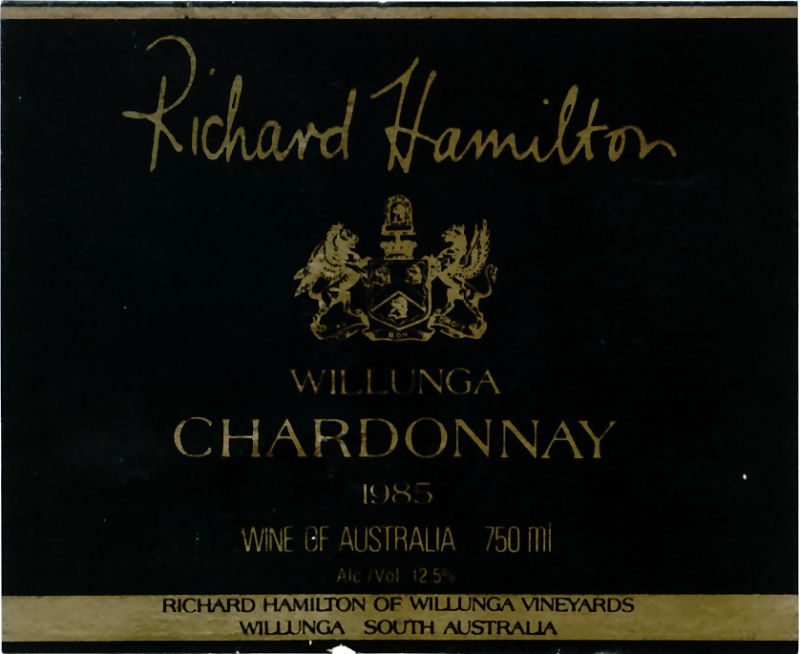 Richard Hamilton
BON
WILLUNGA
CHARDONNAY
1985
WINE OF AUSTRALIA 750 ml
Alc/Vol 12.5%
RICHARD HAMILTON OF WILLUNGA VINEYARDS
WILLUNGA SOUTH AUSTRALIA